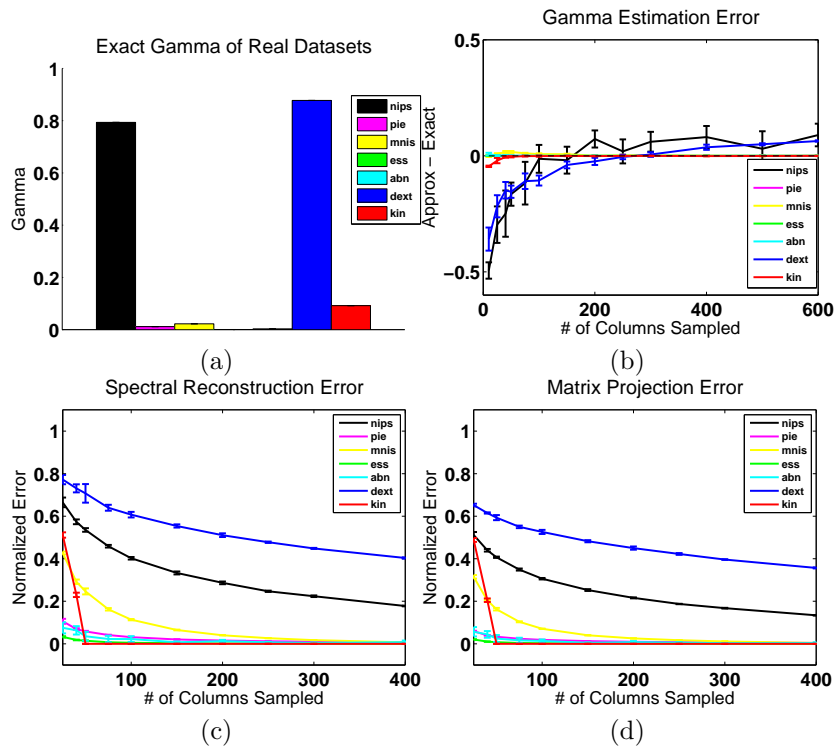 Exact Gamma of Real Datasets
1
0.8
0.6
0.4
0.2
0
Gamma
nips
pie
mnis
ess
abn
dext
kin
(a)
Gamma Estimation Error
0.5
0
−0.5
Approx − Exact
0 200 400 600
# of Columns Sampled
nips
pie
mnis
ess
abn
dext
kin
(b)
Spectral Reconstruction Error
1
0.8
0.6
0.4
0.2
0
Normalized Error
100 200 300 400
# of Columns Sampled
nips
pie
mnis
ess
abn
dext
kin
(c)
Matrix Projection Error
1
0.8
0.6
0.4
0.2
0
Normalized Error
100 200 300 400
# of Columns Sampled
nips
pie
mnis
ess
abn
dext
kin
(d)